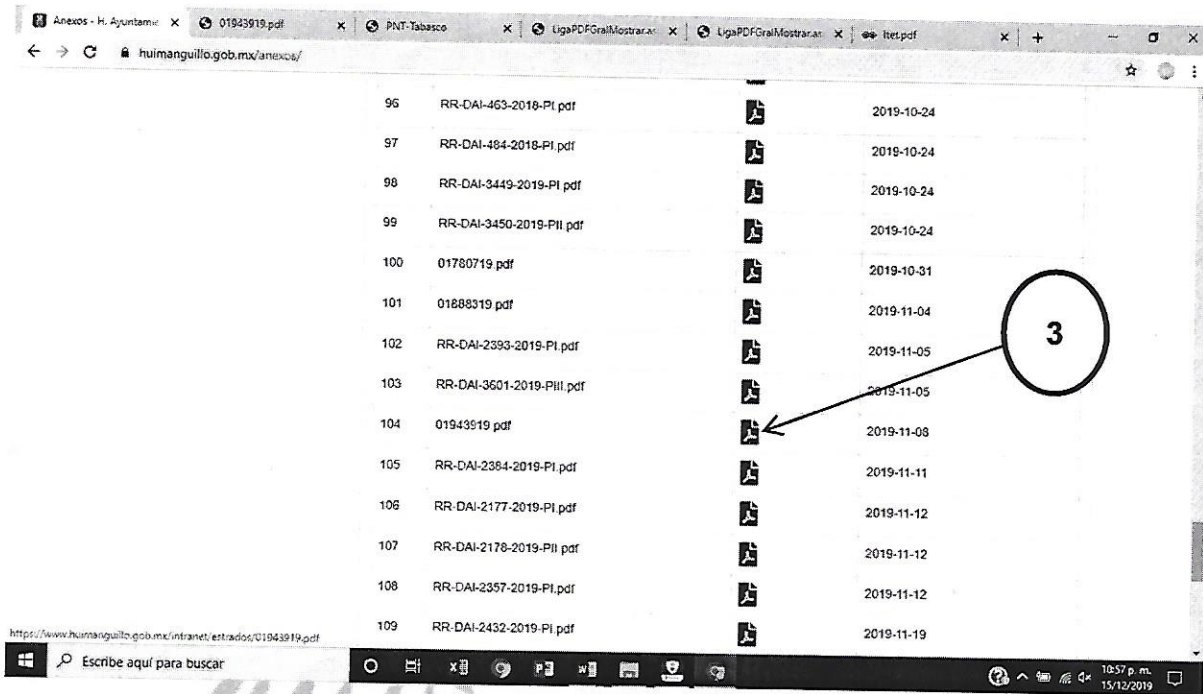 Anexos - H. Ayuntamie × 01943919.pdf × PNT-Tabasco × LigaPDFGralMostrar.as × LigaPDFGralMostrar.as × Itei.pdf × +
huimanguillo.gob.mx/anexos/
96 RR-DAI-463-2018-PI.pdf 2019-10-24
97 RR-DAI-484-2018-PI.pdf 2019-10-24
98 RR-DAI-3449-2019-PI.pdf 2019-10-24
99 RR-DAI-3450-2019-PII.pdf 2019-10-24
100 01780719.pdf 2019-10-31
101 01888319.pdf 2019-11-04
102 RR-DAI-2393-2019-PI.pdf 2019-11-05
3
103 RR-DAI-3601-2019-PIII.pdf 2019-11-05
104 01943919.pdf 2019-11-08
105 RR-DAI-2384-2019-PI.pdf 2019-11-11
106 RR-DAI-2177-2019-PI.pdf 2019-11-12
107 RR-DAI-2178-2019-PII.pdf 2019-11-12
108 RR-DAI-2357-2019-PI.pdf 2019-11-12
109 RR-DAI-2432-2019-PI.pdf 2019-11-19
https://www.huimanguillo.gob.mx/intranet/estrados/01943919.pdf
Escribe aquí para buscar
10:57 p. m.
15/12/2019